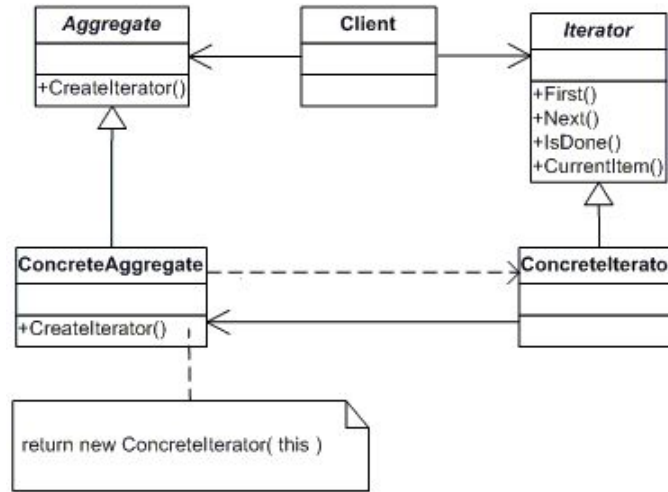 Aggregate
Client
Iterator
+CreateIterator()
+First()
+Next()
+IsDone()
+CurrentItem()
ConcreteAggregate
ConcreteIterato
+CreateIterator()
return new ConcreteIterator( this )